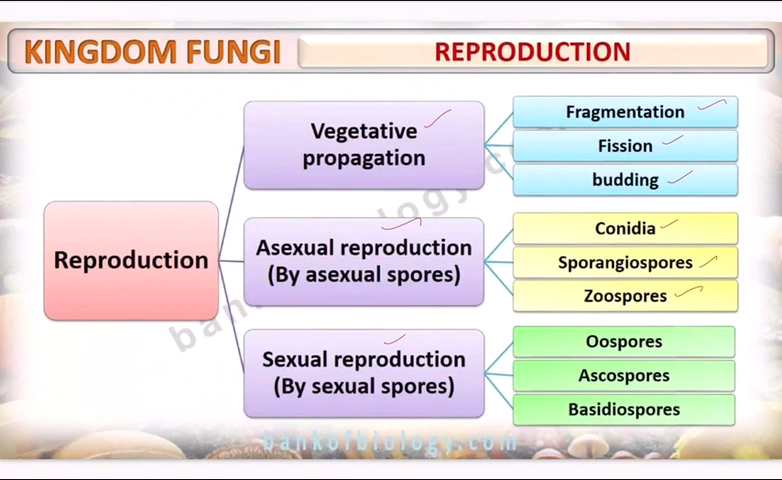 KINGDOM FUNGI
REPRODUCTION
Reproduction
Vegetative
propagation
Fragmentation
Fission
budding
Asexual reproduction
(By asexual spores)
Conidia
Sporangiospores
Zoospores
Sexual reproduction
(By sexual spores)
Oospores
Ascospores
Basidiospores
bankofbiology.com